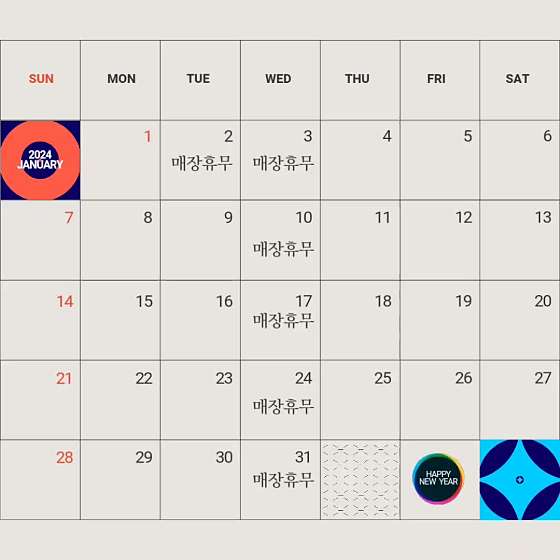 SUN MON TUE WED THU FRI SAT
2024
JANUARY
1 2 3 4 5 6
매장휴무 매장휴무
7 8 9 10 11 12 13
매장휴무
14 15 16 17 18 19 20
매장휴무
21 22 23 24 25 26 27
매장휴무
28 29 30 31
매장휴무
HAPPY
NEW YEAR